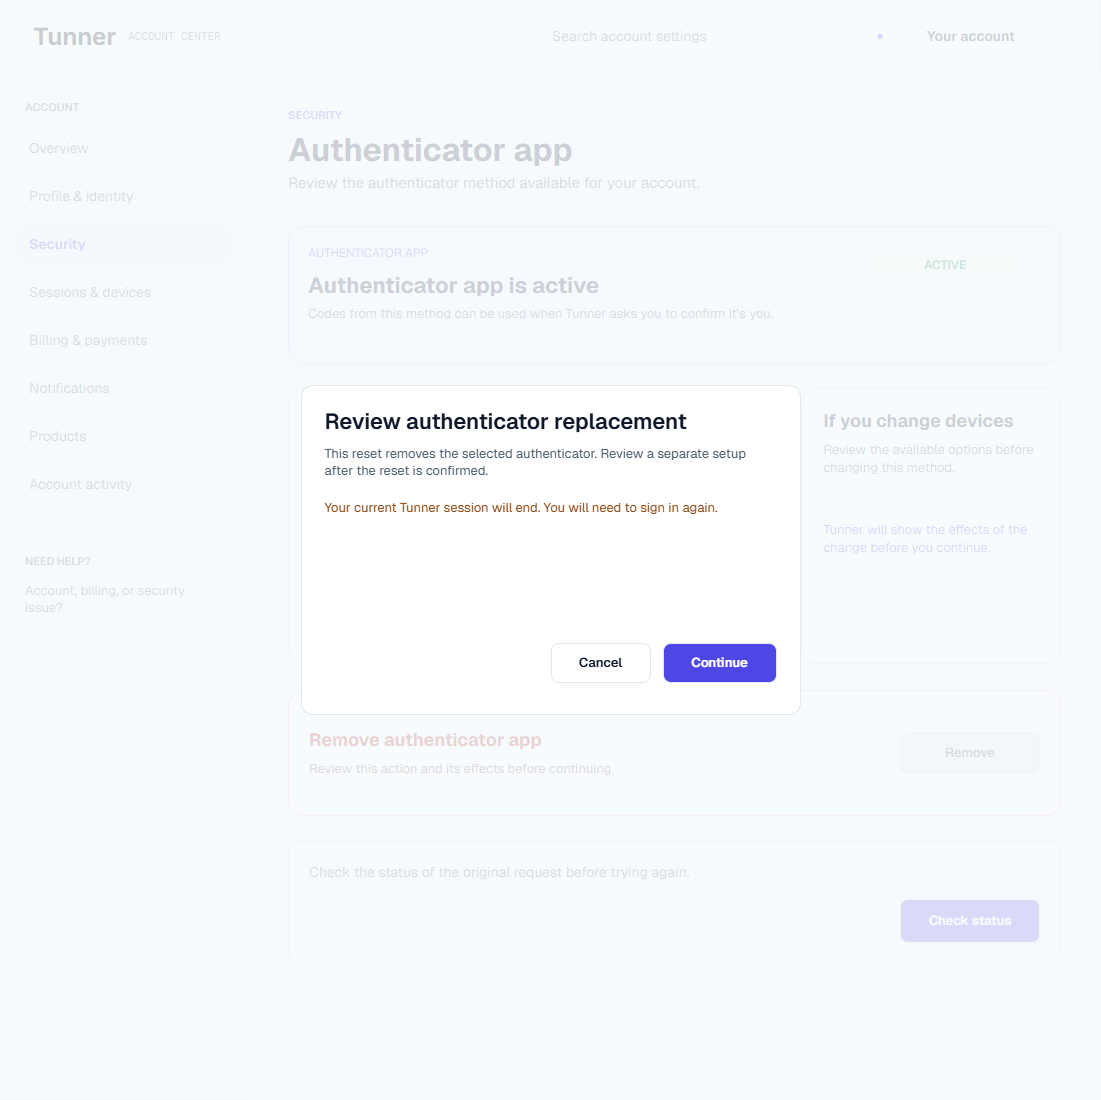 Tunner ACCOUNT CENTER
Search account settings
Your account
ACCOUNT
Overview
Profile & identity
Security
Sessions & devices
Billing & payments
Notifications
Products
Account activity
NEED HELP?
Account, billing, or security
issue?
SECURITY
Authenticator app
Review the authenticator method available for your account.
AUTHENTICATOR APP
ACTIVE
Authenticator app is active
Codes from this method can be used when Tunner asks you to confirm it's you.
Review authenticator replacement
This reset removes the selected authenticator. Review a separate setup
after the reset is confirmed.
Your current Tunner session will end. You will need to sign in again.
Cancel
Continue
If you change devices
Review the available options before
changing this method.
Tunner will show the effects of the
change before you continue.
Remove authenticator app
Review this action and its effects before continuing.
Remove
Check the status of the original request before trying again.
Check status